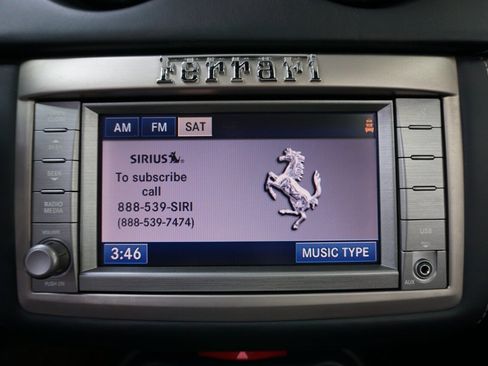 Ferrari
AM FM SAT
SIRIUS
To subscribe
call
888-539-SIRI
(888-539-7474)
3:46 MUSIC TYPE
SEEK
SEEK
RADIO
MEDIA
VOLUME
PUSH ON
USB
AUX